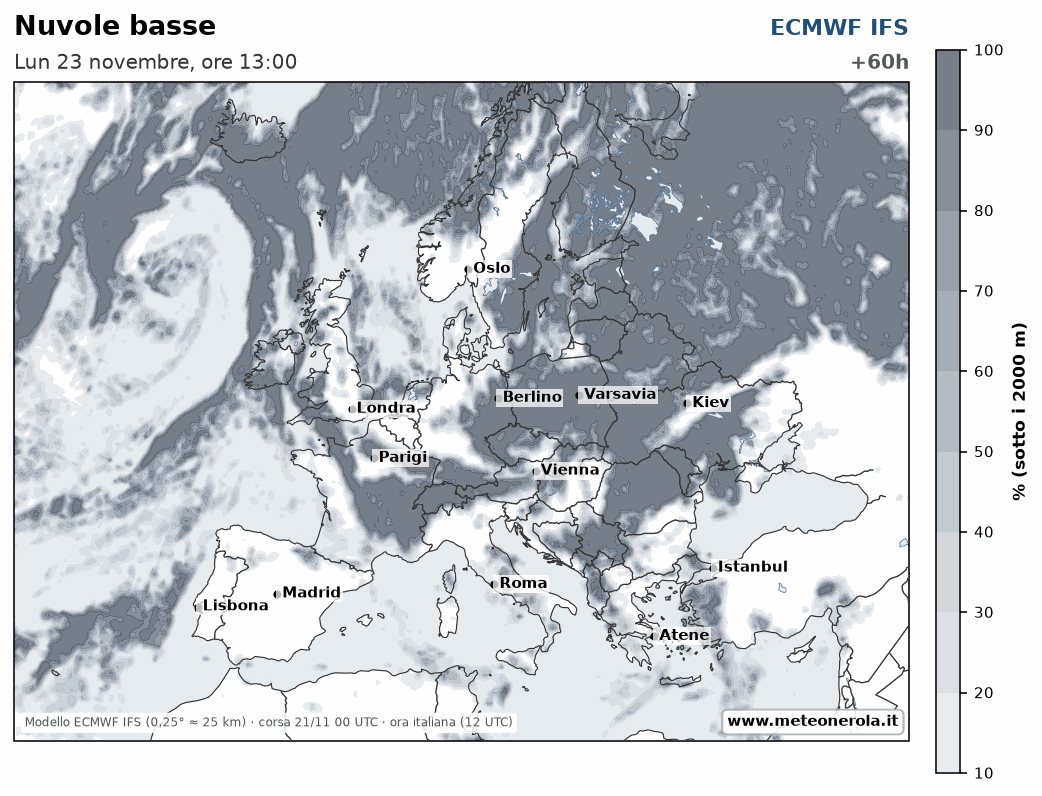 Nuvole basse
ECMWF IFS
Lun 23 novembre, ore 13:00
+60h
100
90
80
70
60
50
40
30
20
10
% (sotto i 2000 m)
Oslo
Berlino
Varsavia
Kiev
Londra
Parigi
Vienna
Istanbul
Roma
Madrid
Lisbona
Atene
Modello ECMWF IFS (0,25° ≈ 25 km) · corsa 21/11 00 UTC · ora italiana (12 UTC)
www.meteonerola.it